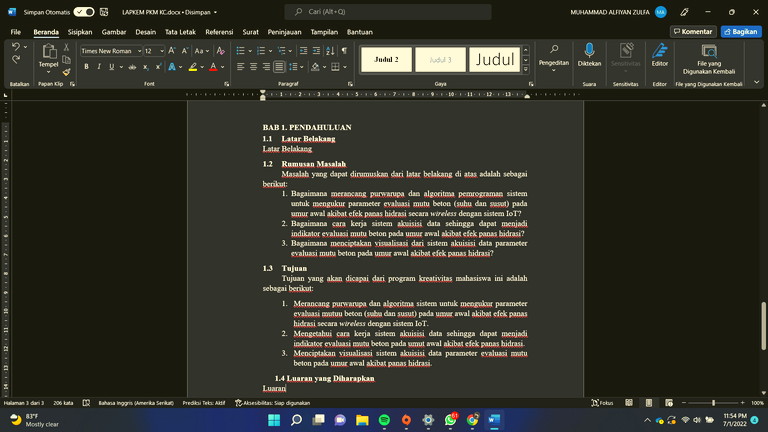 Simpan Otomatis
LAPKEM PKM KC.docx • Disimpan
Cari (Alt+Q)
MUHAMMAD ALFIYAN ZULFA
MA
File Beranda Sisipkan Gambar Desain Tata Letak Referensi Surat Peninjauan Tampilan Bantuan
Komentar
Bagikan
Times New Roman 12
Tempel
Judul 2 Judul 3 Judul
Pengeditan
Diktekan
Sensitivitas
Editor
File yang
Digunakan Kembali
Batalkan Papan Klip Font Paragraf Gaya Suara Sensitivitas Editor File yang Digunakan Kembali
BAB 1. PENDAHULUAN
1.1 Latar Belakang
Latar Belakang
1.2 Rumusan Masalah
Masalah yang dapat dirumuskan dari latar belakang di atas adalah sebagai
berikut:
1. Bagaimana merancang purwarupa dan algoritma pemrograman sistem
untuk mengukur parameter evaluasi mutu beton (suhu dan susut) pada
umur awal akibat efek panas hidrasi secara wireless dengan sistem IoT?
2. Bagaimana cara kerja sistem akuisisi data sehingga dapat menjadi
indikator evaluasi mutu beton pada umur awal akibat efek panas hidrasi?
3. Bagaimana menciptakan visualisasi dari sistem akuisisi data parameter
evaluasi mutu beton pada umur awal akibat efek panas hidrasi?
1.3 Tujuan
Tujuan yang akan dicapai dari program kreativitas mahasiswa ini adalah
sebagai berikut:
1. Merancang purwarupa dan algoritma sistem untuk mengukur parameter
evaluasi mutuu beton (suhu dan susut) pada umur awal akibat efek panas
hidrasi secara wireless dengan sistem IoT.
2. Mengetahui cara kerja sistem akuisisi data sehingga dapat menjadi
indikator evaluasi mutu beton pada umut awal akibat efek panas hidrasi.
3. Menciptakan visualisasi sistem akuisisi data parameter evaluasi mutu
beton pada umur awal akibat panas hidrasi.
1.4 Luaran yang Diharapkan
Luaran
Halaman 3 dari 3 206 kata Bahasa Inggris (Amerika Serikat) Prediksi Teks: Aktif Aksesibilitas: Siap digunakan
Fokus
100%
83°F
Mostly clear
61
11:54 PM
7/1/2022